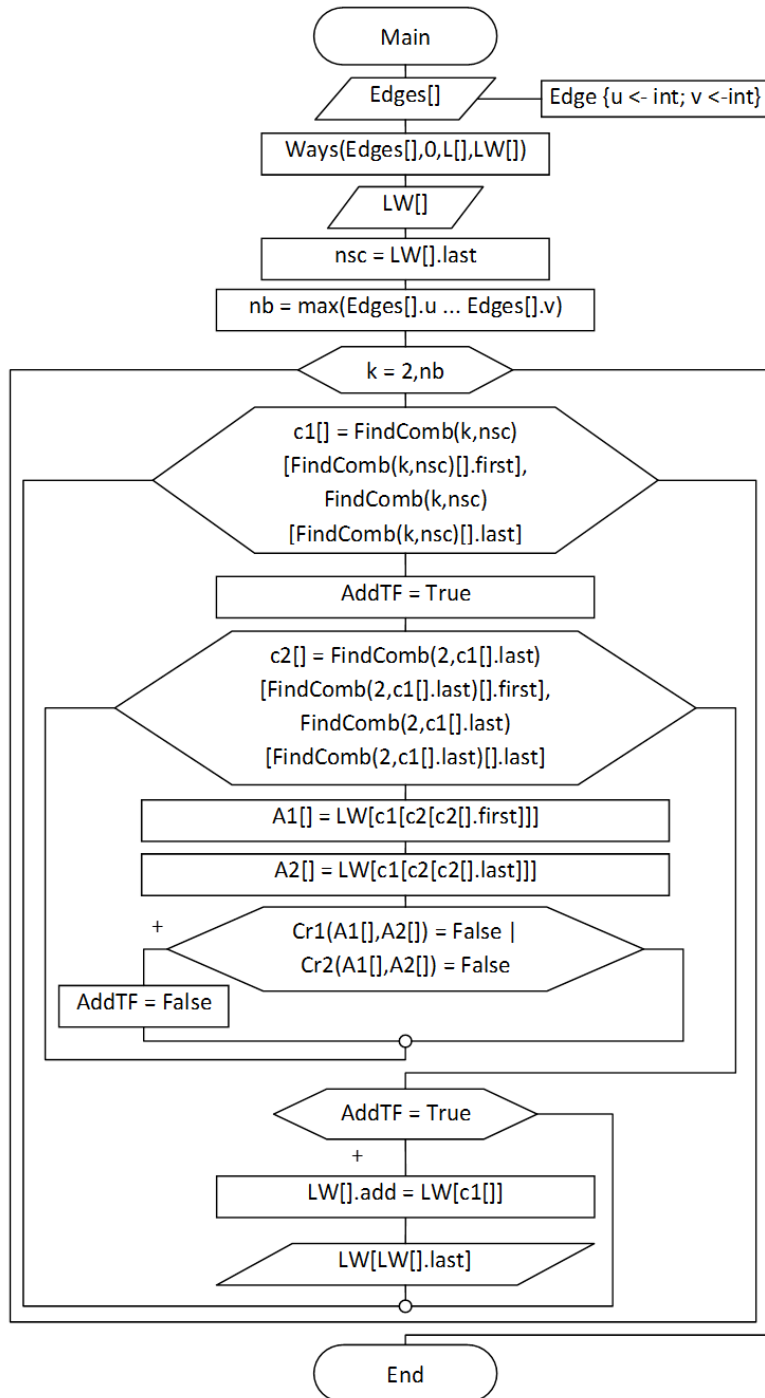 Main
Edges[]
Edge {u <- int; v <-int}
Ways(Edges[],0,L[],LW[])
LW[]
nsc = LW[].last
nb = max(Edges[].u ... Edges[].v)
k = 2,nb
c1[] = FindComb(k,nsc)
[FindComb(k,nsc)[].first],
FindComb(k,nsc)
[FindComb(k,nsc)[].last]
AddTF = True
c2[] = FindComb(2,c1[].last)
[FindComb(2,c1[].last)[].first],
FindComb(2,c1[].last)
[FindComb(2,c1[].last)[].last]
A1[] = LW[c1[c2[c2[].first]]]
A2[] = LW[c1[c2[c2[].last]]]
+
Cr1(A1[],A2[]) = False |
Cr2(A1[],A2[]) = False
AddTF = False
AddTF = True
+
LW[].add = LW[c1[]]
LW[LW[].last]
End